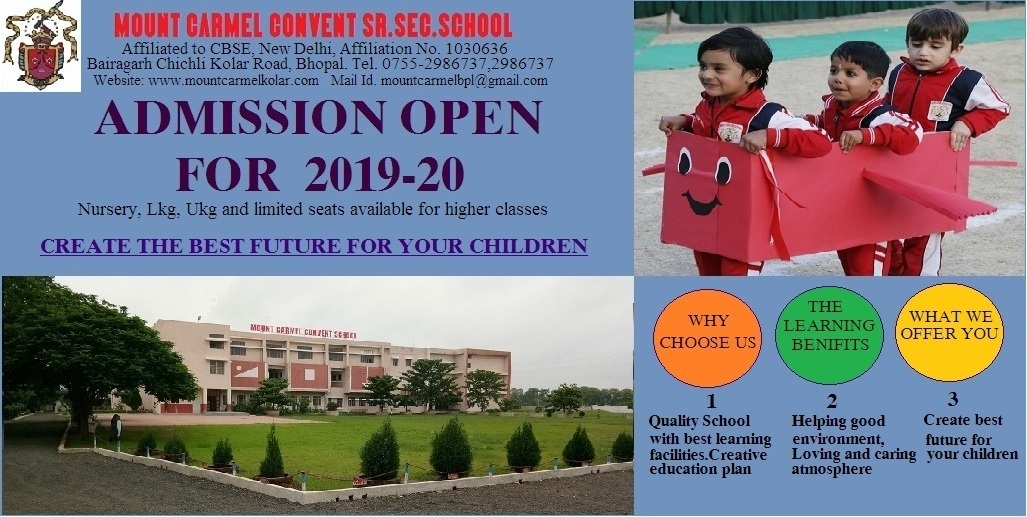 MOUNT CARMEL CONVENT SR.SEC.SCHOOL
Affiliated to CBSE, New Delhi, Affiliation No. 1030636
Bairagarh Chichli Kolar Road, Bhopal. Tel. 0755-2986737,2986737
Website: www.mountcarmelkolar.com Mail Id. mountcarmelbpl@gmail.com
ADMISSION OPEN
FOR 2019-20
Nursery, Lkg, Ukg and limited seats available for higher classes
CREATE THE BEST FUTURE FOR YOUR CHILDREN
MOUNT CARMEL CONVENT SCHOOL
WHY
CHOOSE US
1
Quality School
with best learning
facilities.Creative
education plan
THE
LEARNING
BENIFITS
2
Helping good
environment,
Loving and caring
atmosphere
WHAT WE
OFFER YOU
3
Create best
future for
your children